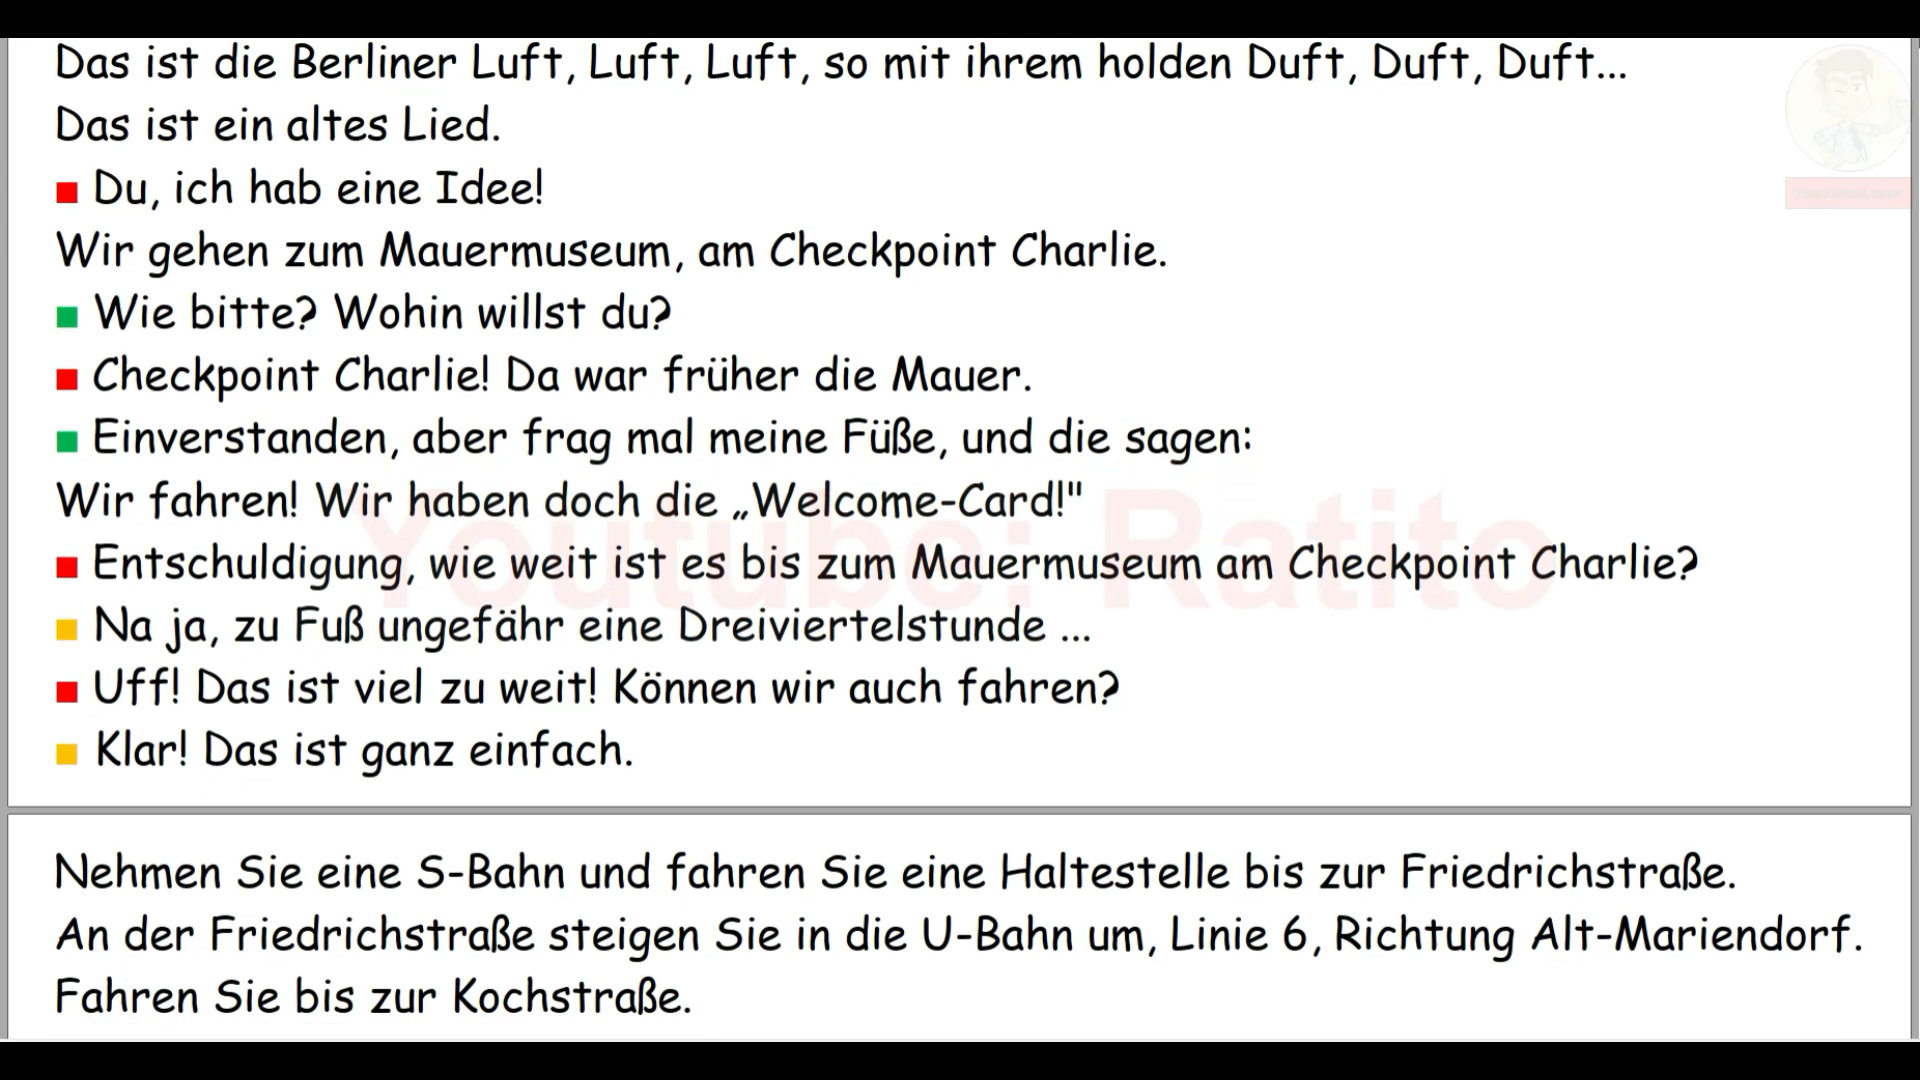 Das ist die Berliner Luft, Luft, Luft, so mit ihrem holden Duft, Duft, Duft...
Das ist ein altes Lied.
Du, ich hab eine Idee!
Wir gehen zum Mauermuseum, am Checkpoint Charlie.
Wie bitte? Wohin willst du?
Checkpoint Charlie! Da war früher die Mauer.
Einverstanden, aber frag mal meine Füße, und die sagen:
Wir fahren! Wir haben doch die „Welcome-Card!"
Youtube: Ratito
Entschuldigung, wie weit ist es bis zum Mauermuseum am Checkpoint Charlie?
Na ja, zu Fuß ungefähr eine Dreiviertelstunde ...
Uff! Das ist viel zu weit! Können wir auch fahren?
Klar! Das ist ganz einfach.
Nehmen Sie eine S-Bahn und fahren Sie eine Haltestelle bis zur Friedrichstraße.
An der Friedrichstraße steigen Sie in die U-Bahn um, Linie 6, Richtung Alt-Mariendorf.
Fahren Sie bis zur Kochstraße.